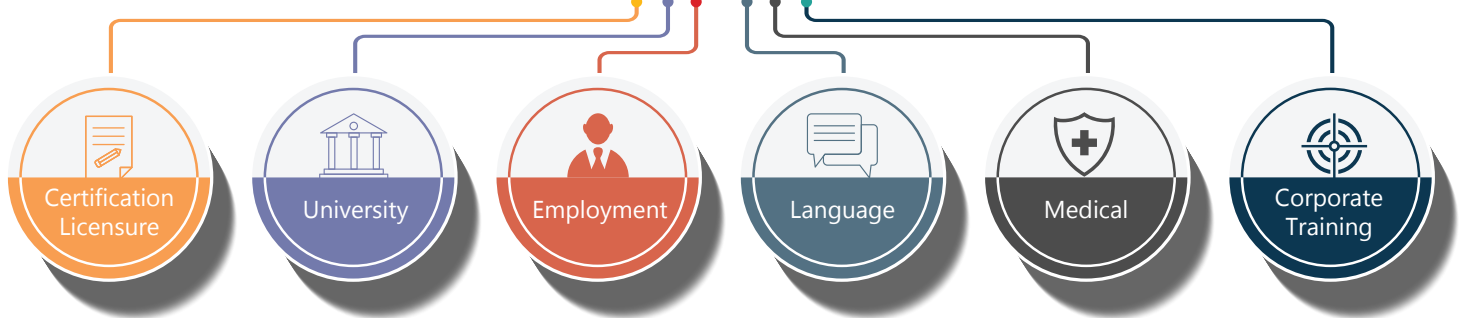 Certification
Licensure
University
Employment
Language
Medical
Corporate
Training